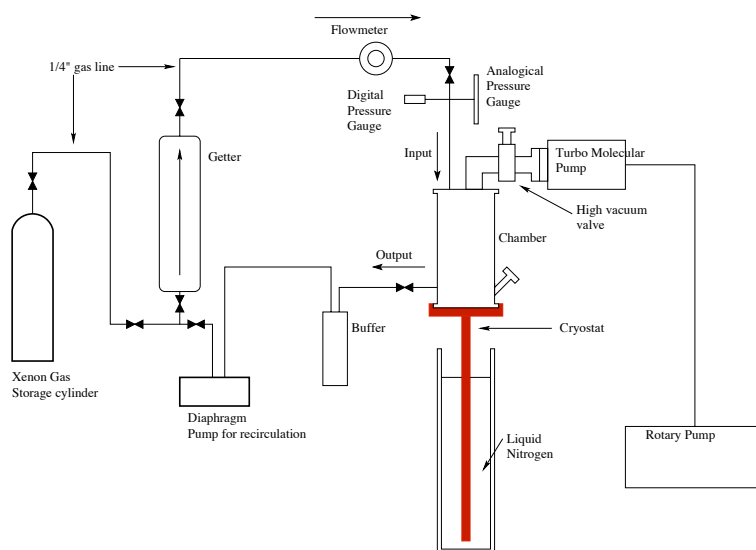 Flowmeter
1/4" gas line
Analogical
Pressure
Gauge
Digital
Pressure
Gauge
Getter
Input
Turbo Molecular
Pump
High vacuum
valve
Chamber
Output
Buffer
Cryostat
Xenon Gas
Storage cylinder
Diaphragm
Pump for recirculation
Liquid
Nitrogen
Rotary Pump